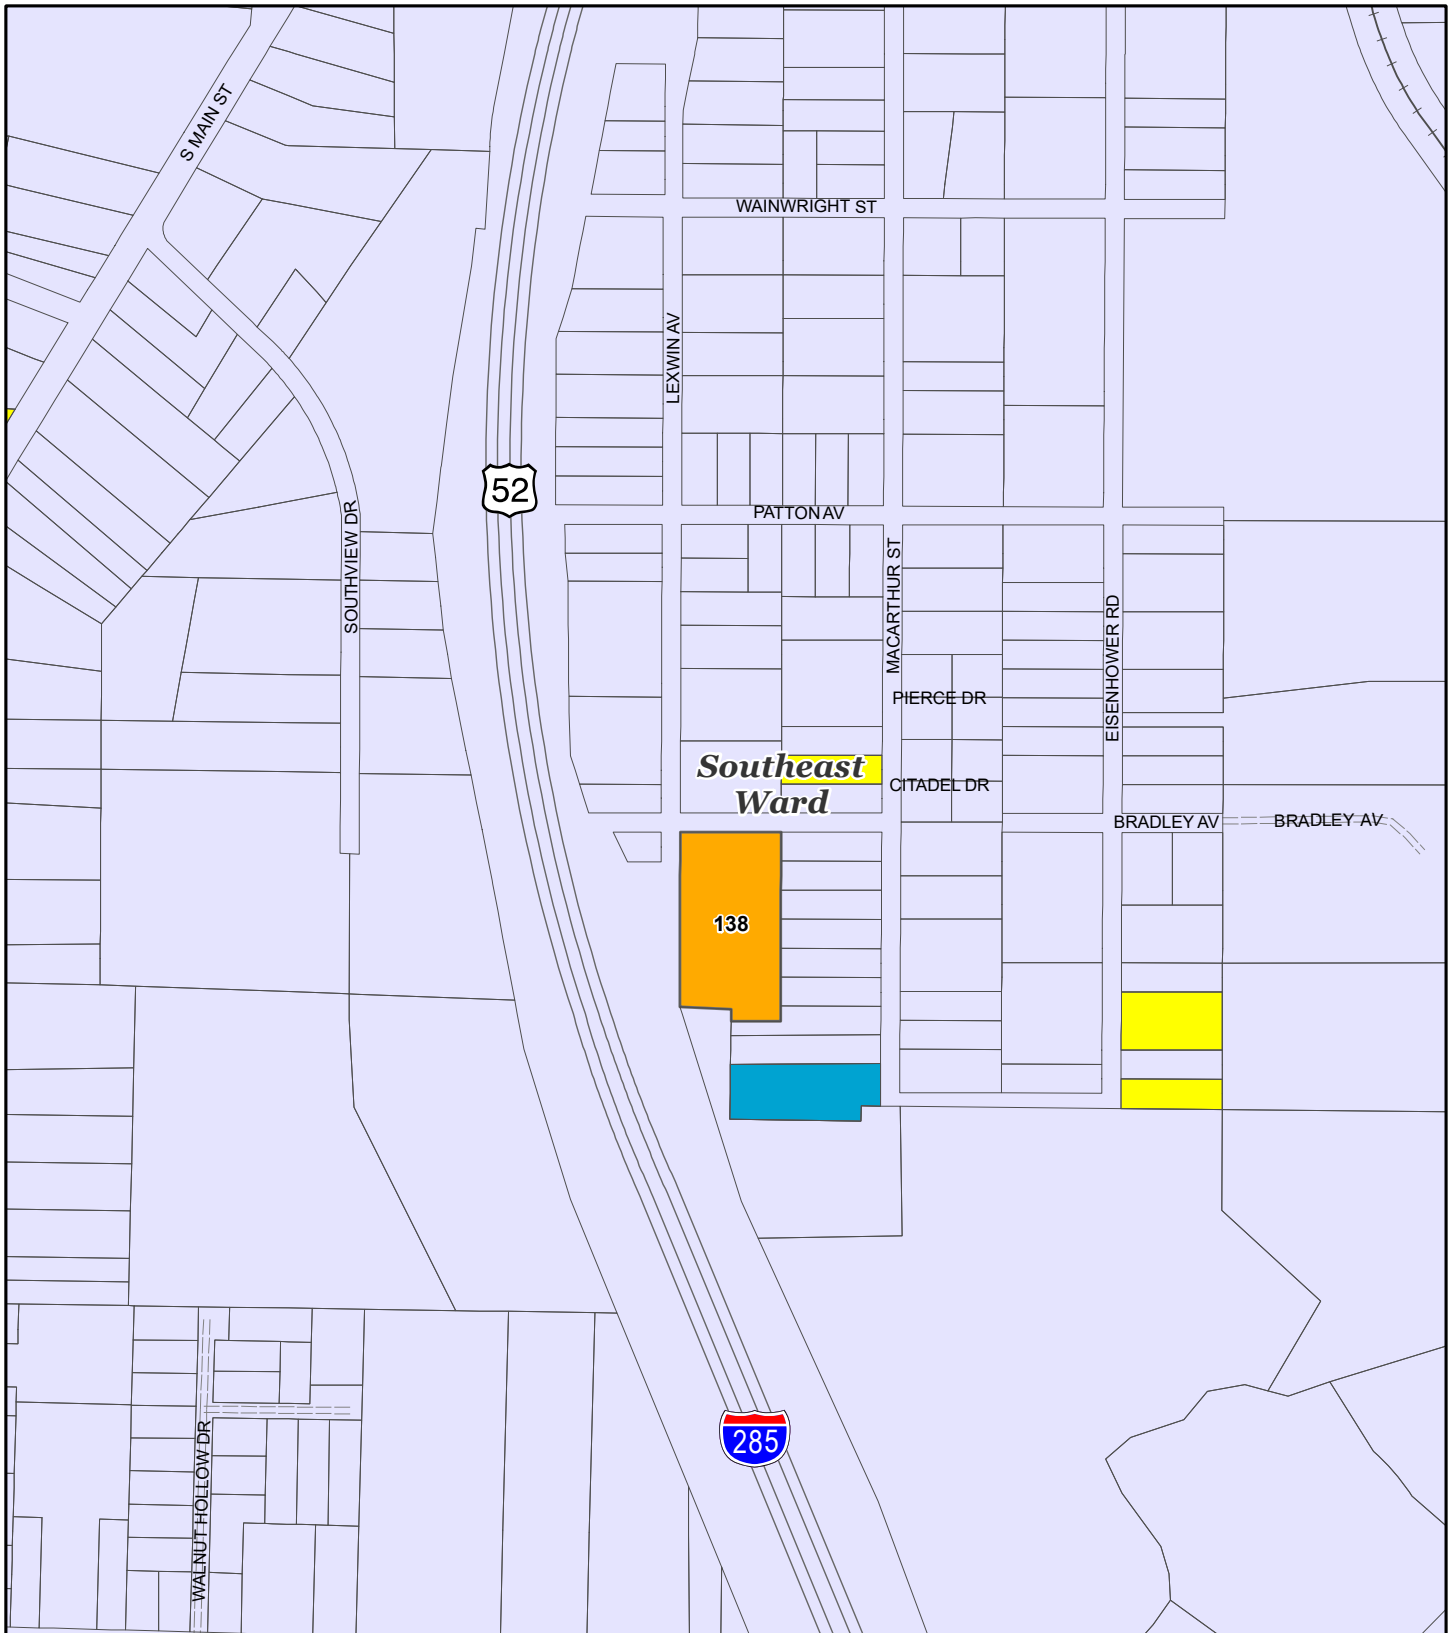 S MAIN ST
WAINWRIGHT ST
LEXWIN AV
52
PATTON AV
SOUTHVIEW DR
MACARTHUR ST
EISENHOWER RD
PIERCE DR
Southeast
Ward
CITADEL DR
BRADLEY AV
BRADLEY AV
138
285
WALNUT HOLLOW DR